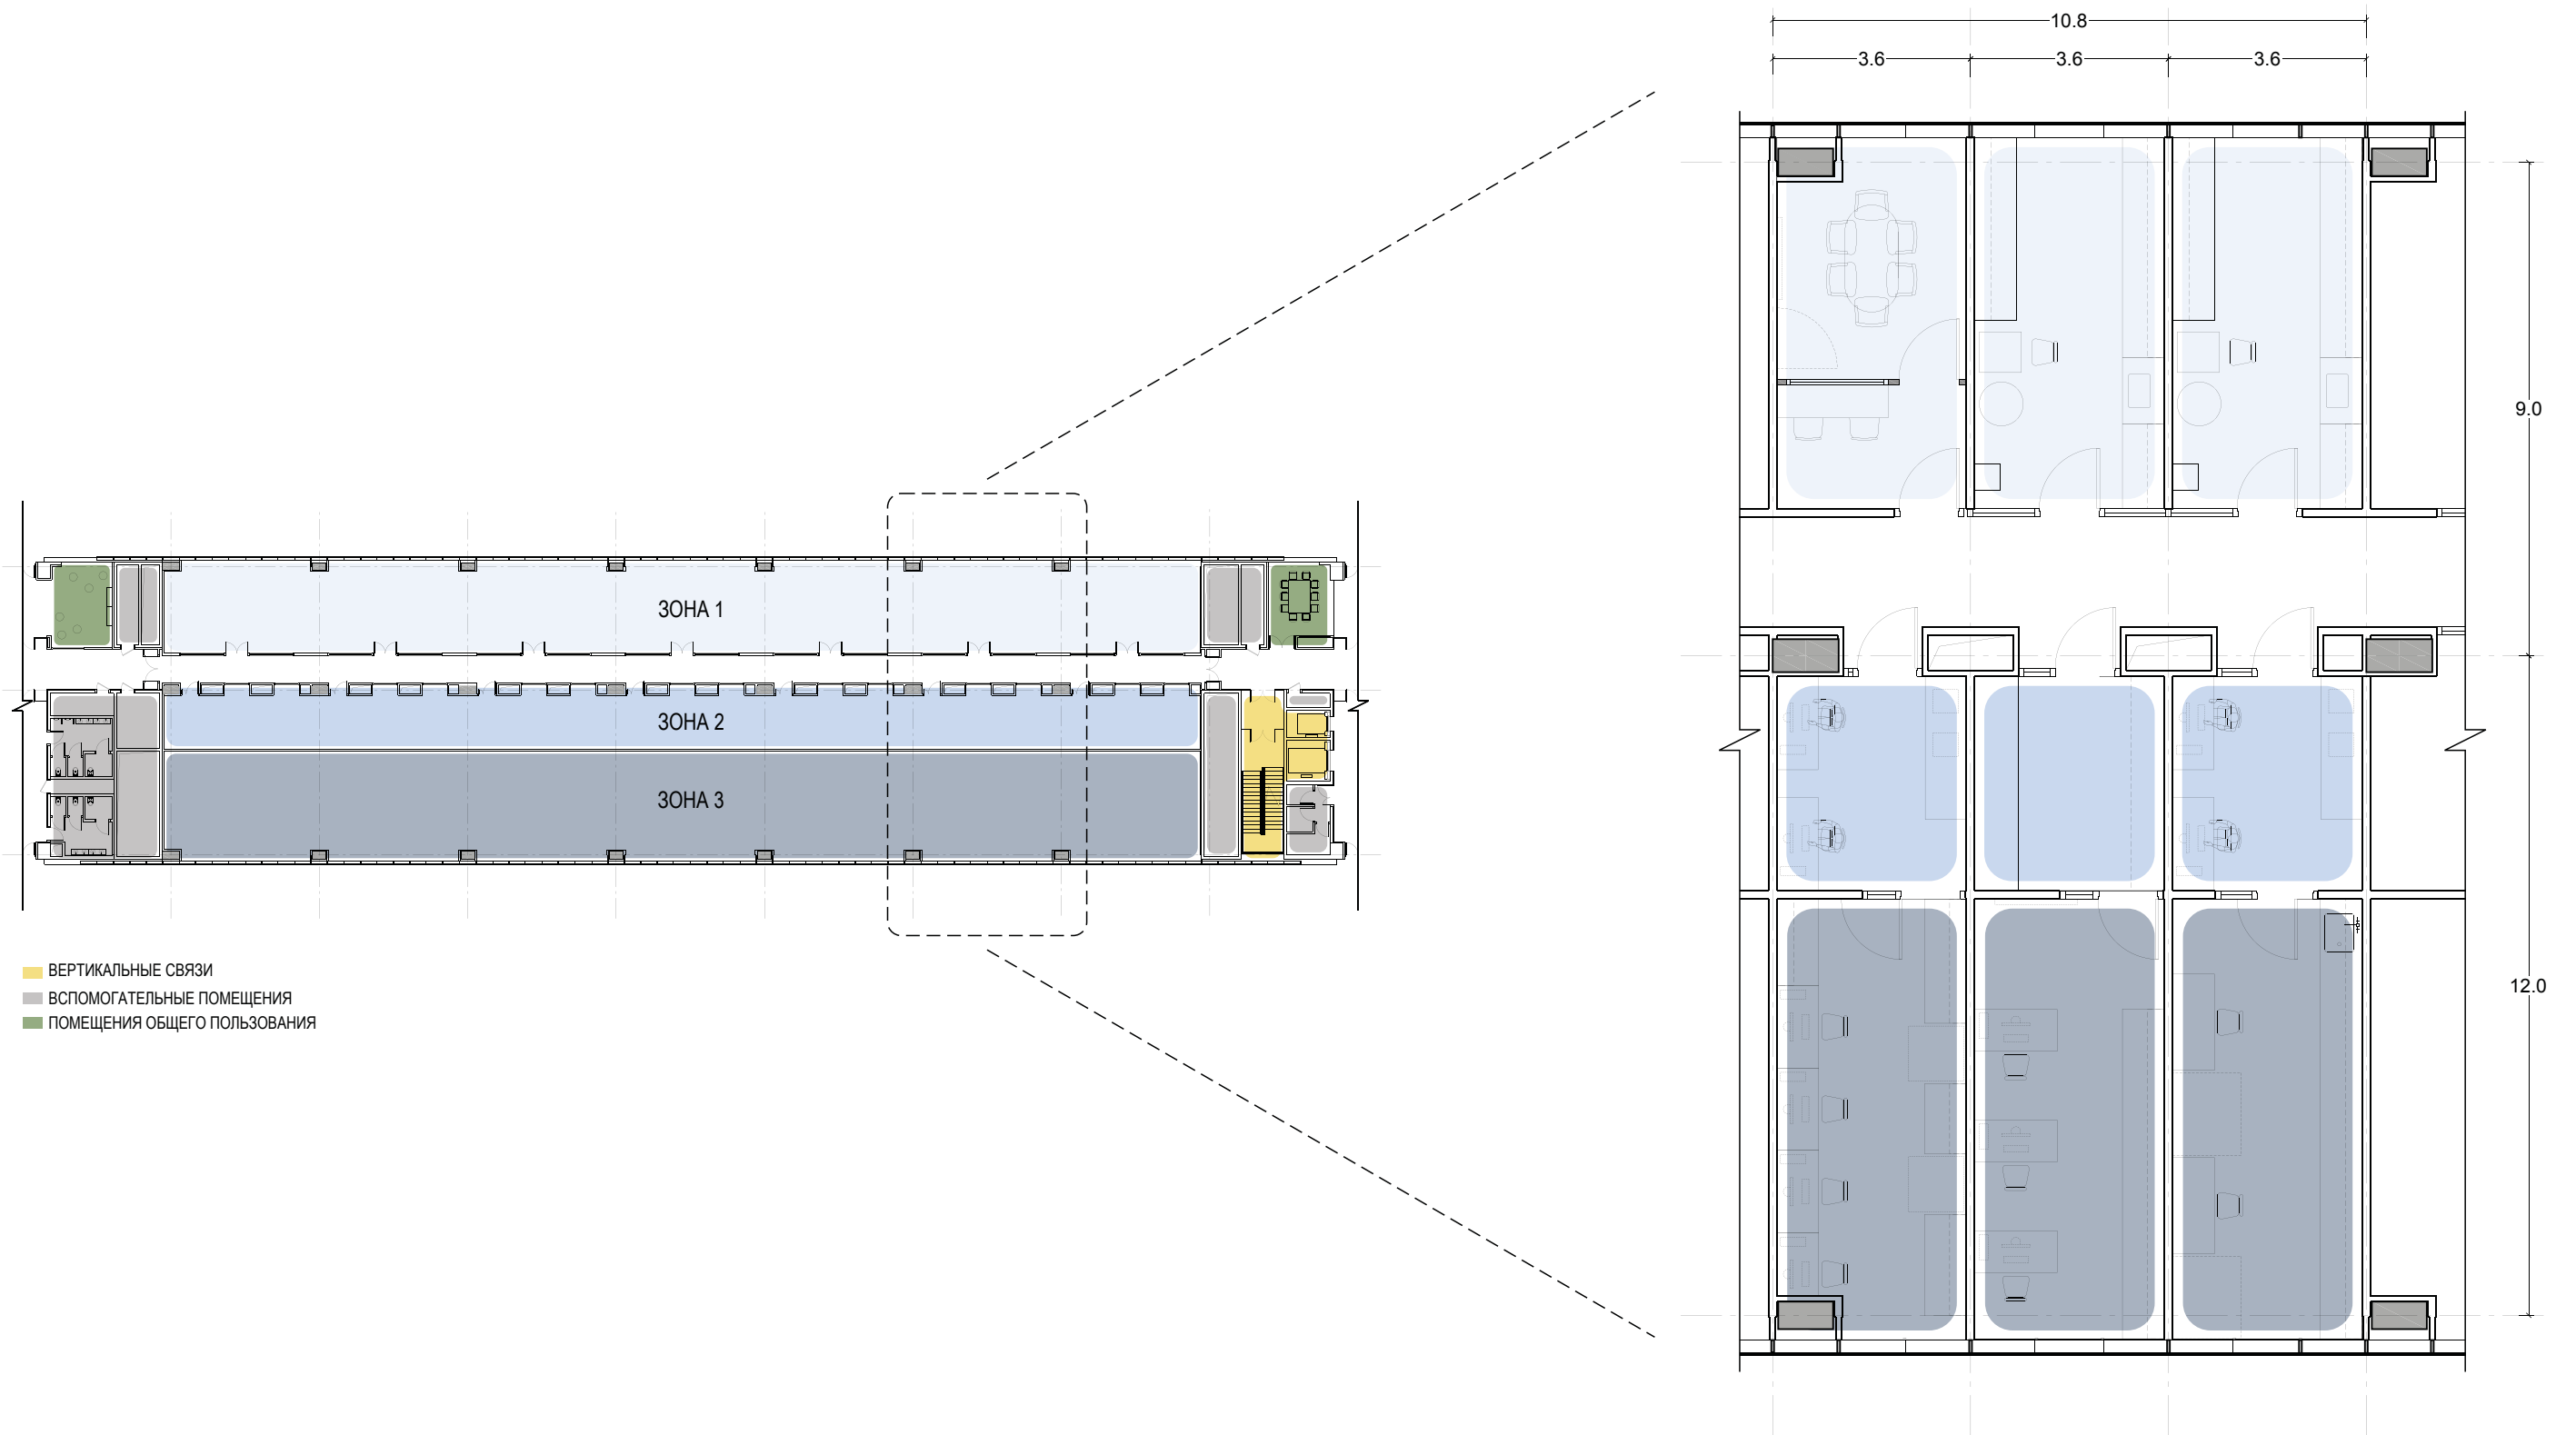 10.8
3.6
3.6
3.6
9.0
12.0
ЗОНА 1
ЗОНА 2
ЗОНА 3
ВЕРТИКАЛЬНЫЕ СВЯЗИ
ВСПОМОГАТЕЛЬНЫЕ ПОМЕЩЕНИЯ
ПОМЕЩЕНИЯ ОБЩЕГО ПОЛЬЗОВАНИЯ